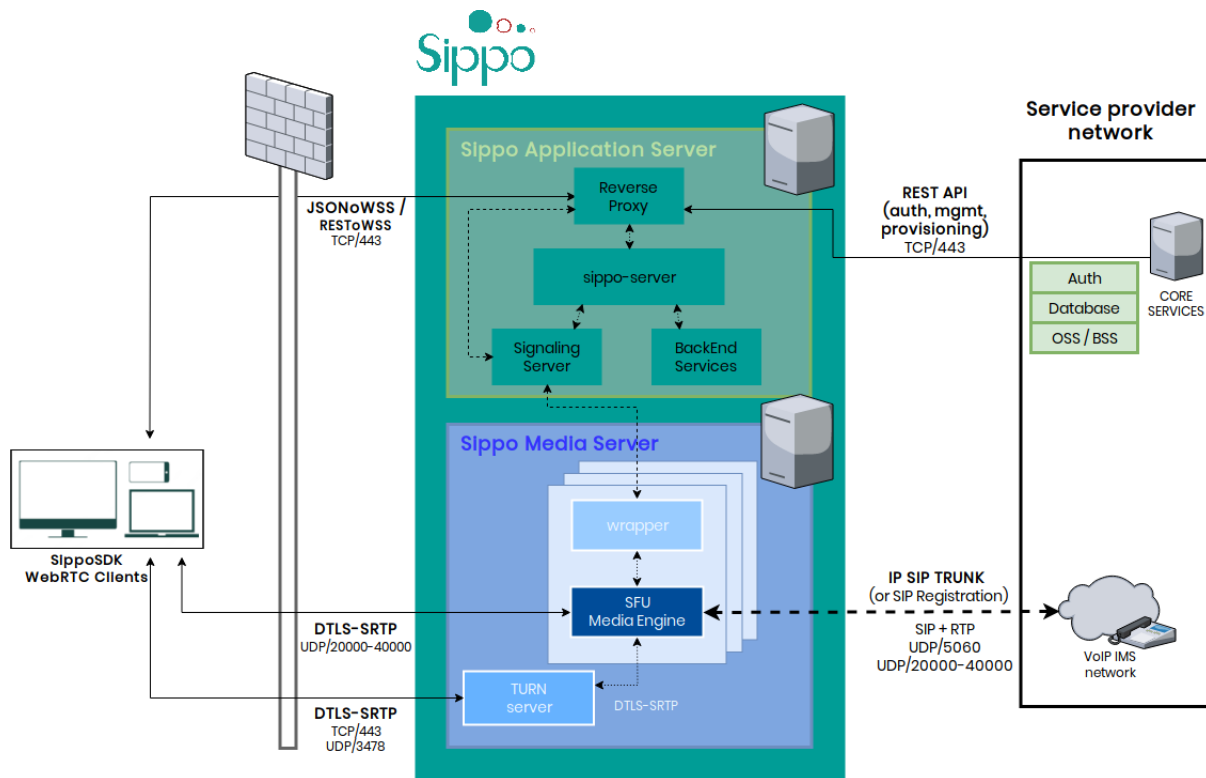 Sippo
Service provider
network
Sippo Application Server
Reverse
Proxy
JSONoWSS /
RESToWSS
TCP/443
REST API
(auth, mgmt,
provisioning)
TCP/443
sippo-server
Auth
Database
OSS / BSS
CORE
SERVICES
Signaling
Server
BackEnd
Services
Sippo Media Server
wrapper
SippoSDK
WebRTC Clients
SFU
Media Engine
IP SIP TRUNK
(or SIP Registration)
SIP + RTP
UDP/5060
UDP/20000-40000
DTLS-SRTP
UDP/20000-40000
VoIP IMS
network
TURN
server
DTLS-SRTP
DTLS-SRTP
TCP/443
UDP/3478